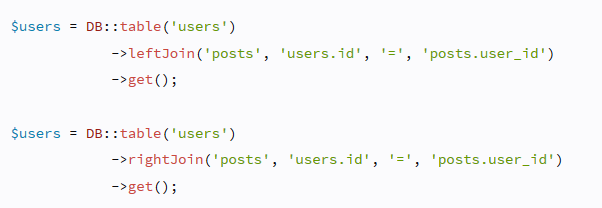 $users = DB::table('users')
            ->leftJoin('posts', 'users.id', '=', 'posts.user_id')
            ->get();

$users = DB::table('users')
            ->rightJoin('posts', 'users.id', '=', 'posts.user_id')
            ->get();